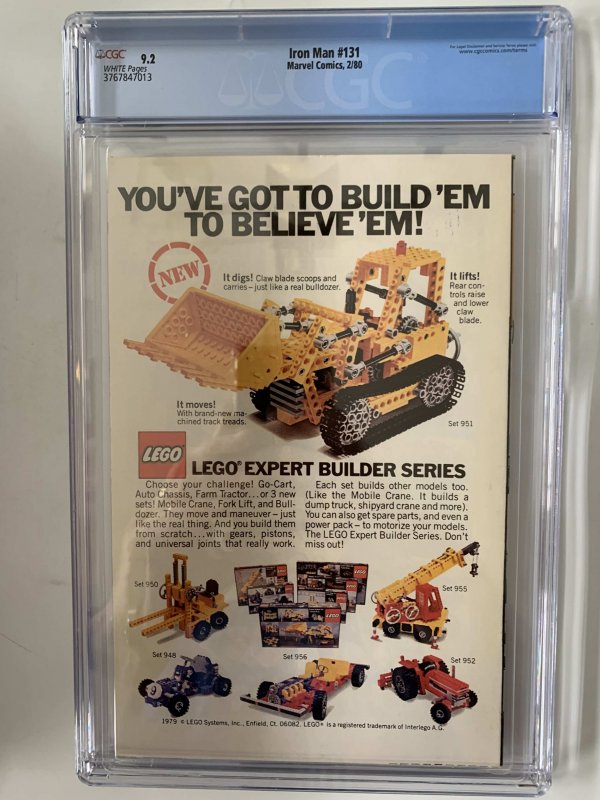 CGC 9.2
WHITE Pages
3767847013
Iron Man #131
Marvel Comics, 2/80
For Legal Disclaimer and Service Terms please visit:
www.cgccomics.com/terms
CGC
YOU'VE GOT TO BUILD 'EM
TO BELIEVE 'EM!
NEW
It digs! Claw blade scoops and
carries – just like a real bulldozer.
It lifts!
Rear con-
trols raise
and lower
claw
blade.
It moves!
With brand-new ma-
chined track treads.
Set 951
LEGO
LEGO® EXPERT BUILDER SERIES
Choose your challenge! Go-Cart,
Auto Chassis, Farm Tractor...or 3 new
sets! Mobile Crane, Fork Lift, and Bull-
dozer. They move and maneuver – just
like the real thing. And you build them
from scratch...with gears, pistons,
and universal joints that really work.
Each set builds other models too.
(Like the Mobile Crane. It builds a
dump truck, shipyard crane and more).
You can also get spare parts, and even a
power pack – to motorize your models.
The LEGO Expert Builder Series. Don't
miss out!
Set 950
Set 955
Set 948
Set 956
Set 952
1979 © LEGO Systems, Inc., Enfield, Ct. 06082. LEGO® is a registered trademark of Interlego A.G.